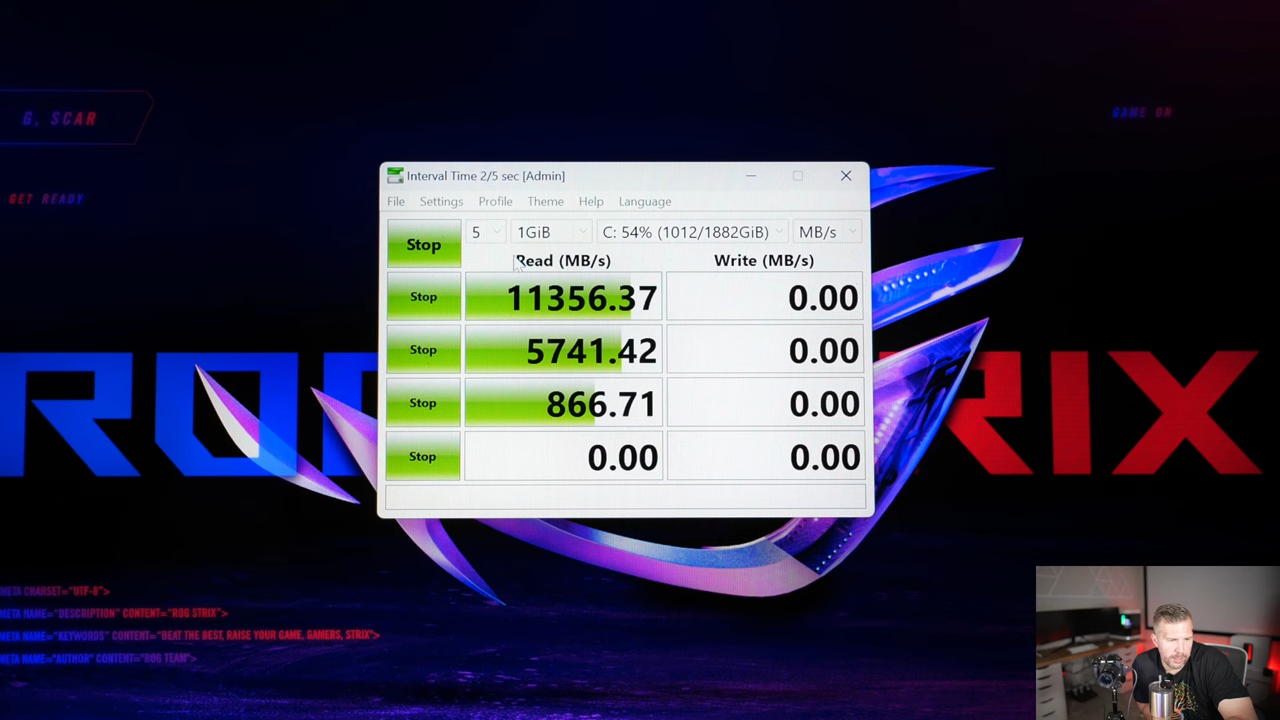 G, SCAR
GAME ON
GET READY
Interval Time 2/5 sec [Admin]
File Settings Profile Theme Help Language
Stop 5 1GiB C: 54% (1012/1882GiB) MB/s
Read (MB/s) Write (MB/s)
Stop 11356.37 0.00
Stop 5741.42 0.00
Stop 866.71 0.00
Stop 0.00 0.00
RO RIX
META CHARSET="UTF-8">
META NAME="DESCRIPTION" CONTENT="ROG STRIX">
META NAME="KEYWORDS" CONTENT="BEAT THE BEST, RAISE YOUR GAME, GAMERS, STRIX">
META NAME="AUTHOR" CONTENT="ROG TEAM">